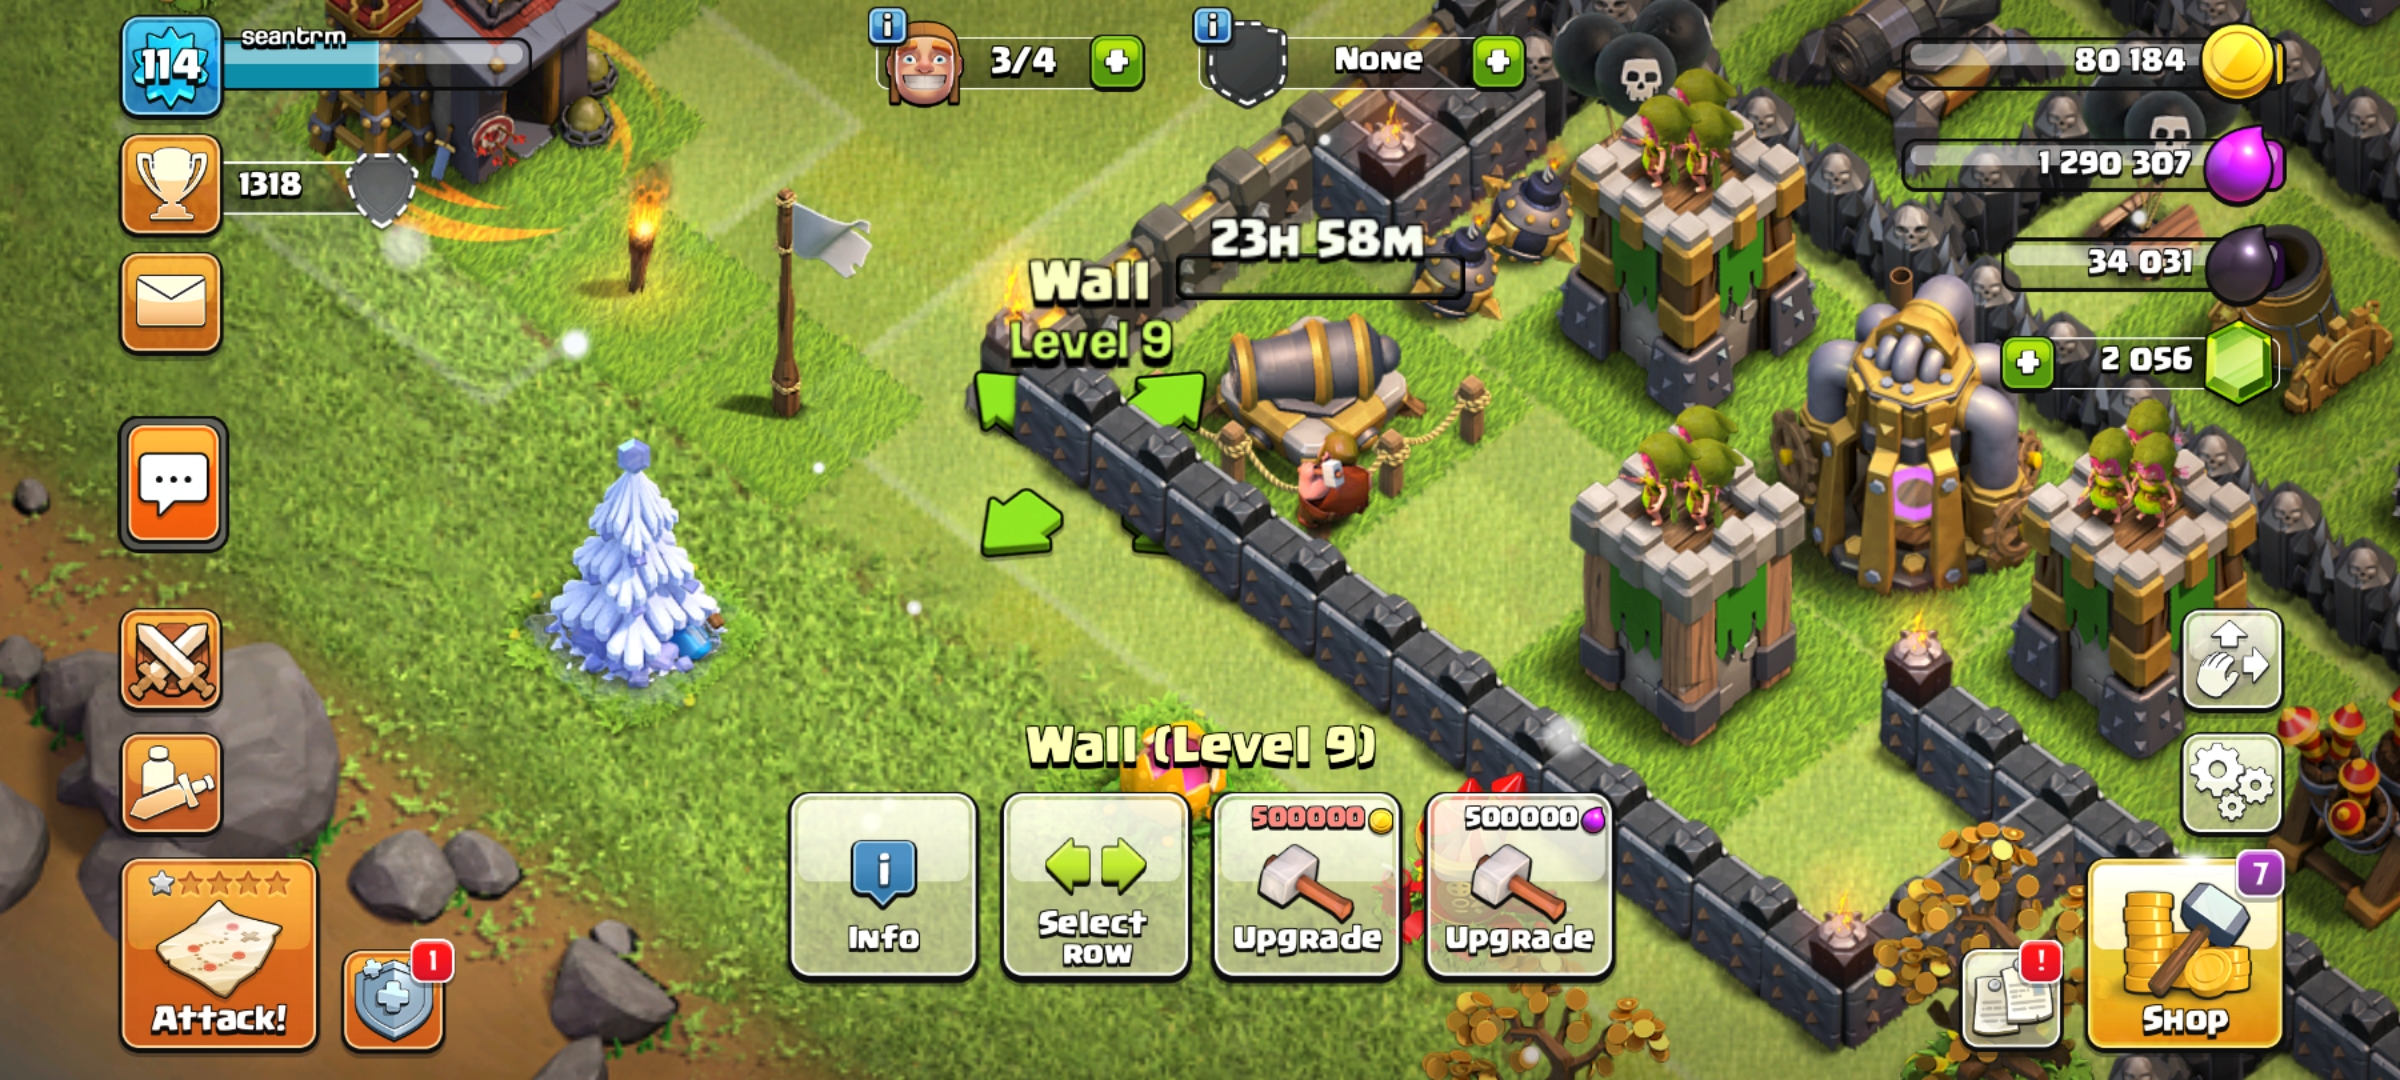 114
seantrm
3/4
None
80 184
1318
1 290 307
23H 58M
34 031
Wall
Level 9
2 056
Wall (Level 9)
500000
500000
Info
Select
Row
Upgrade
Upgrade
7
1
!
Attack!
Shop